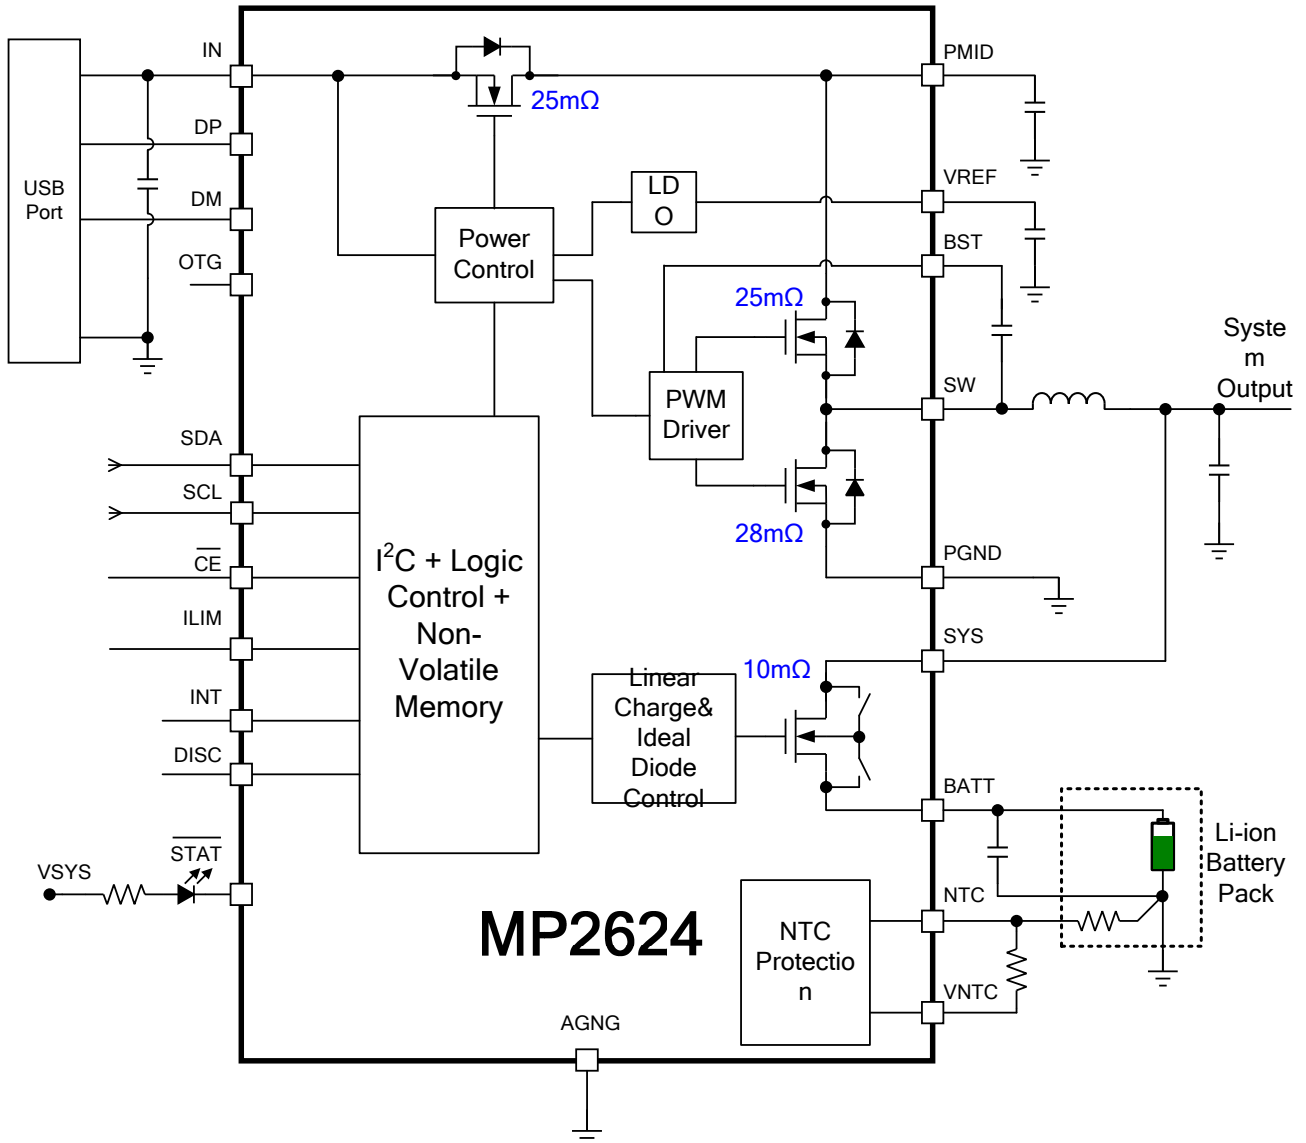 IN
PMID
25mΩ
DP
USB
Port
DM
LD
O
VREF
OTG
Power
Control
BST
25mΩ
Syste
m
Output
PWM
Driver
SW
SDA
SCL
28mΩ
CE
PGND
I²C + Logic
Control +
Non-
Volatile
Memory
ILIM
SYS
10mΩ
Linear
Charge&
Ideal
Diode
Control
INT
DISC
BATT
Li-ion
Battery
Pack
STAT
VSYS
NTC
MP2624
NTC
Protectio
n
VNTC
AGNG